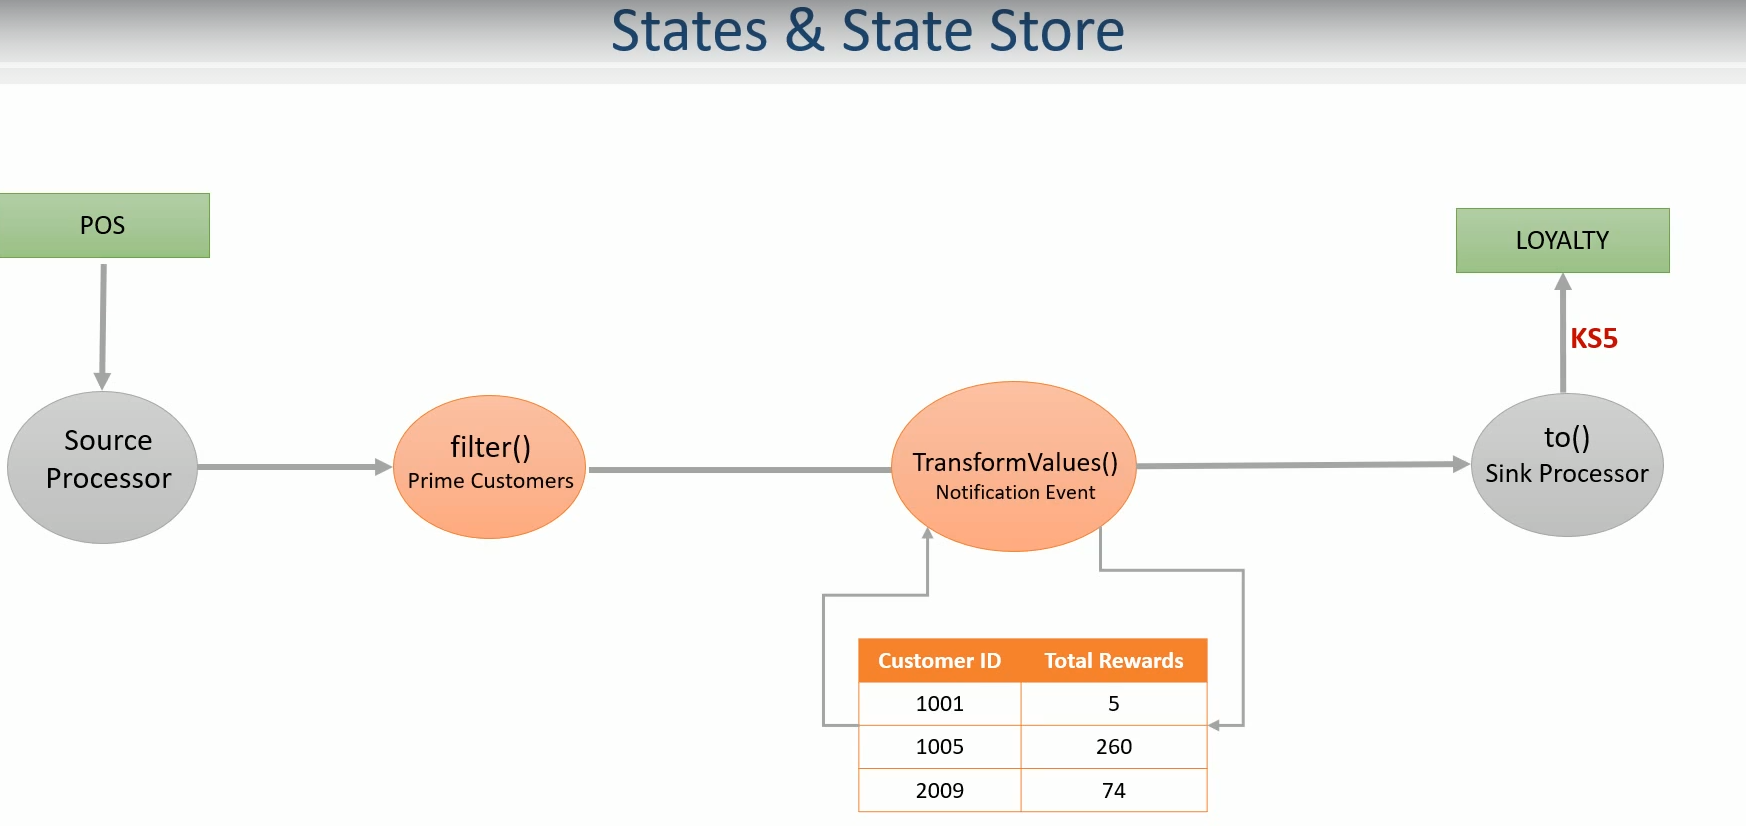 States & State Store
POS
LOYALTY
KS5
Source
Processor
filter()
Prime Customers
TransformValues()
Notification Event
to()
Sink Processor
Customer ID Total Rewards
1001 5
1005 260
2009 74